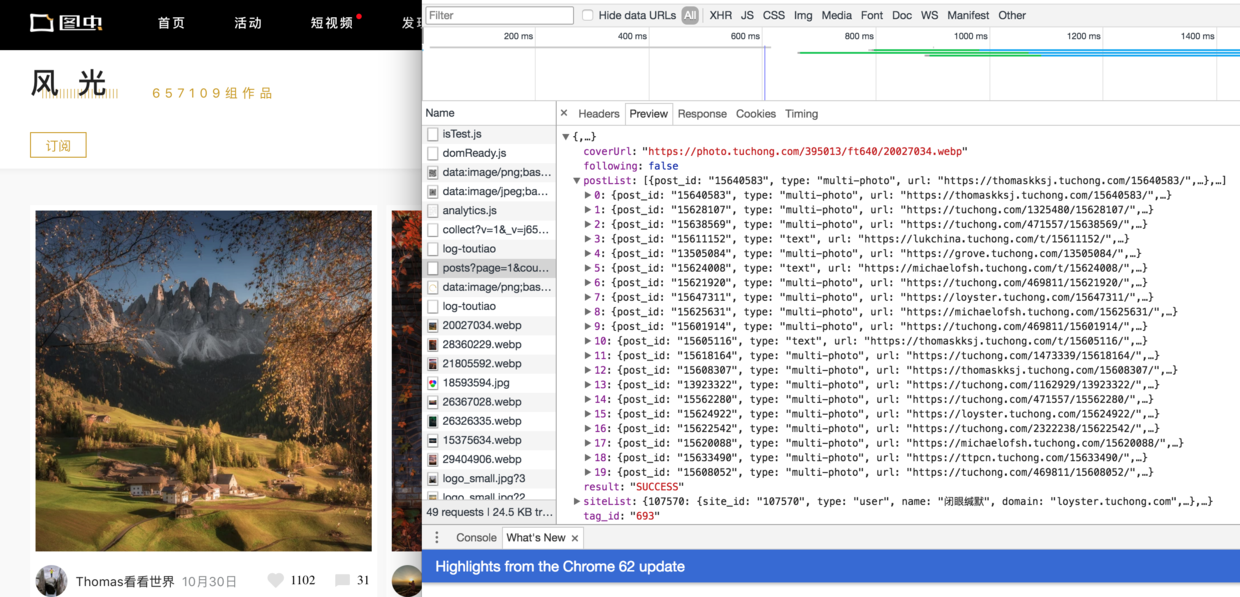 图虫 首页 活动 短视频 发现
风 光
657109组作品
订阅
Thomas看看世界 10月30日 1102 31
Filter Hide data URLs All XHR JS CSS Img Media Font Doc WS Manifest Other
200 ms 400 ms 600 ms 800 ms 1000 ms 1200 ms 1400 ms
Name
isTest.js
domReady.js
data:image/png;bas...
data:image/jpeg;ba...
analytics.js
collect?v=1&_v=j65...
log-toutiao
posts?page=1&cou...
data:image/png;bas...
log-toutiao
20027034.webp
28360229.webp
21805592.webp
18593594.jpg
26367028.webp
26326335.webp
15375634.webp
29404906.webp
logo_small.jpg?3
logo_small.jpg?2
49 requests | 24.5 KB tr...
× Headers Preview Response Cookies Timing
▼{,…}
coverUrl: "https://photo.tuchong.com/395013/ft640/20027034.webp"
following: false
▼postList: [{post_id: "15640583", type: "multi-photo", url: "https://thomaskksj.tuchong.com/15640583/",…},…]
▶0: {post_id: "15640583", type: "multi-photo", url: "https://thomaskksj.tuchong.com/15640583/",…}
▶1: {post_id: "15628107", type: "multi-photo", url: "https://tuchong.com/1325480/15628107/",…}
▶2: {post_id: "15638569", type: "multi-photo", url: "https://tuchong.com/471557/15638569/",…}
▶3: {post_id: "15611152", type: "text", url: "https://lukchina.tuchong.com/t/15611152/",…}
▶4: {post_id: "13505084", type: "multi-photo", url: "https://grove.tuchong.com/13505084/",…}
▶5: {post_id: "15624008", type: "text", url: "https://michaelofsh.tuchong.com/t/15624008/",…}
▶6: {post_id: "15621920", type: "multi-photo", url: "https://tuchong.com/469811/15621920/",…}
▶7: {post_id: "15647311", type: "multi-photo", url: "https://loyster.tuchong.com/15647311/",…}
▶8: {post_id: "15625631", type: "multi-photo", url: "https://michaelofsh.tuchong.com/15625631/",…}
▶9: {post_id: "15601914", type: "multi-photo", url: "https://tuchong.com/469811/15601914/",…}
▶10: {post_id: "15605116", type: "text", url: "https://thomaskksj.tuchong.com/t/15605116/",…}
▶11: {post_id: "15618164", type: "multi-photo", url: "https://tuchong.com/1473339/15618164/",…}
▶12: {post_id: "15608307", type: "multi-photo", url: "https://thomaskksj.tuchong.com/15608307/",…}
▶13: {post_id: "13923322", type: "multi-photo", url: "https://tuchong.com/1162929/13923322/",…}
▶14: {post_id: "15562280", type: "multi-photo", url: "https://tuchong.com/471557/15562280/",…}
▶15: {post_id: "15624922", type: "multi-photo", url: "https://loyster.tuchong.com/15624922/",…}
▶16: {post_id: "15622542", type: "multi-photo", url: "https://tuchong.com/2322238/15622542/",…}
▶17: {post_id: "15620088", type: "multi-photo", url: "https://michaelofsh.tuchong.com/15620088/",…}
▶18: {post_id: "15633490", type: "multi-photo", url: "https://ttpcn.tuchong.com/15633490/",…}
▶19: {post_id: "15608052", type: "multi-photo", url: "https://tuchong.com/469811/15608052/",…}
result: "SUCCESS"
▶siteList: {107570: {site_id: "107570", type: "user", name: "闭眼缄默", domain: "loyster.tuchong.com",…},…}
tag_id: "693"
Console What's New ×
Highlights from the Chrome 62 update